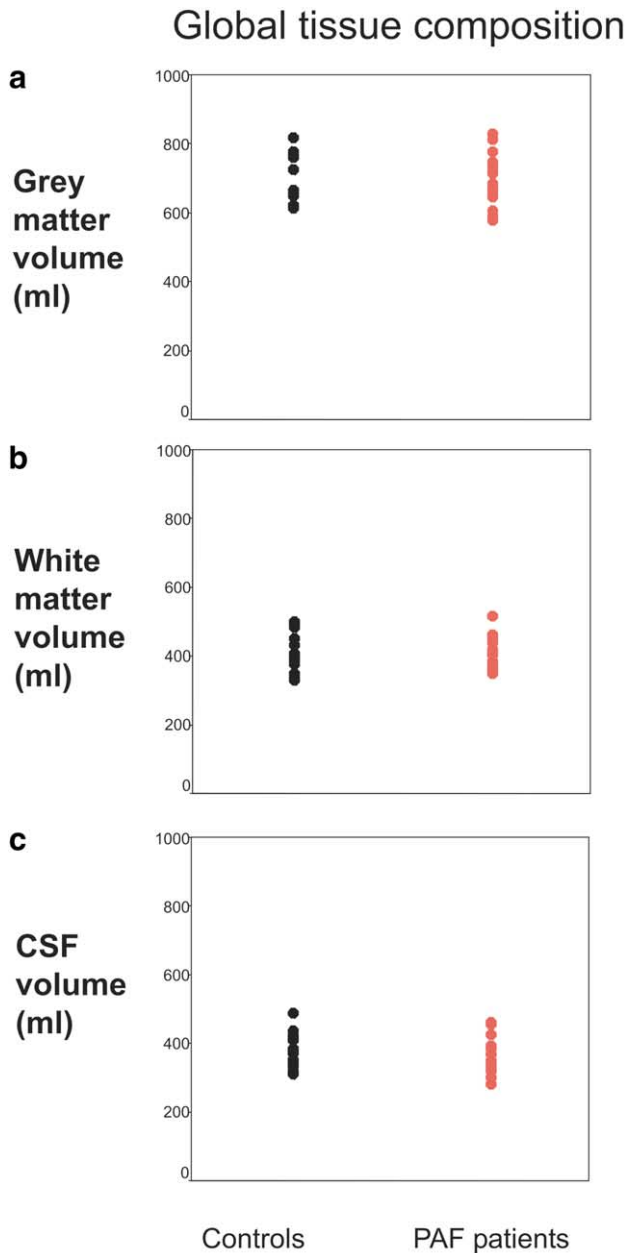 Global tissue composition
a
Grey
matter
volume
(ml)
1000
800
600
400
200
0
b
White
matter
volume
(ml)
1000
800
600
400
200
0
c
CSF
volume
(ml)
1000
800
600
400
200
0
Controls PAF patients